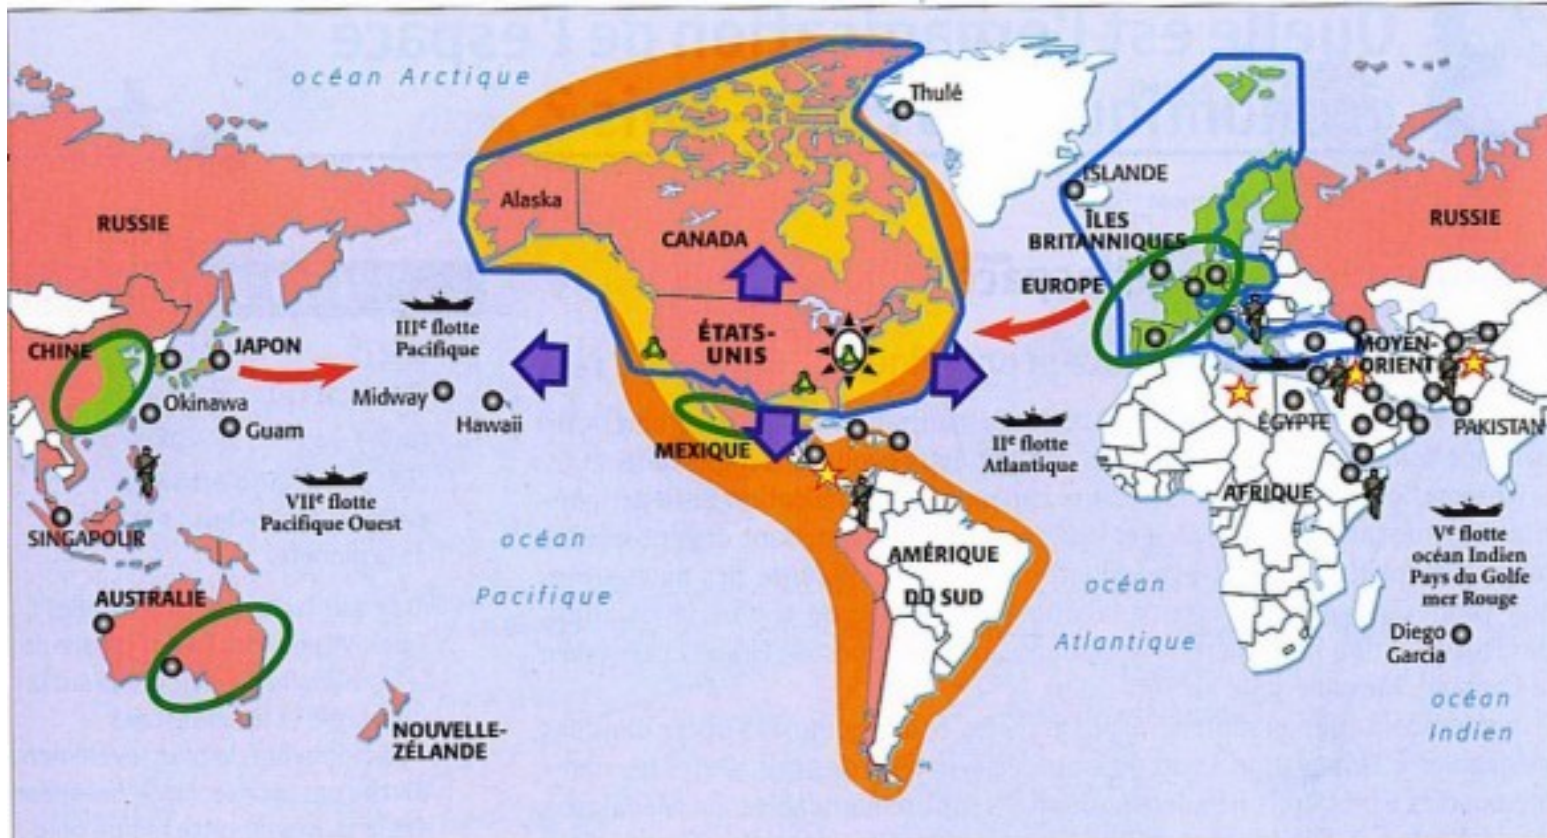 océan Arctique
Thulé
ISLANDE
Alaska
RUSSIE
CANADA
ÎLES
BRITANNIQUES
RUSSIE
EUROPE
IIIe flotte
Pacifique
ÉTATS-
UNIS
CHINE
JAPON
MOYEN-
ORIENT
Midway
Hawaii
Okinawa
Guam
MEXIQUE
IIe flotte
Atlantique
ÉGYPTE
PAKISTAN
VIIe flotte
Pacifique Ouest
AFRIQUE
SINGAPOUR
océan
Pacifique
AMÉRIQUE
DU SUD
Ve flotte
océan Indien
Pays du Golfe
mer Rouge
AUSTRALIE
océan
Atlantique
Diego
Garcia
NOUVELLE-
ZÉLANDE
océan
Indien